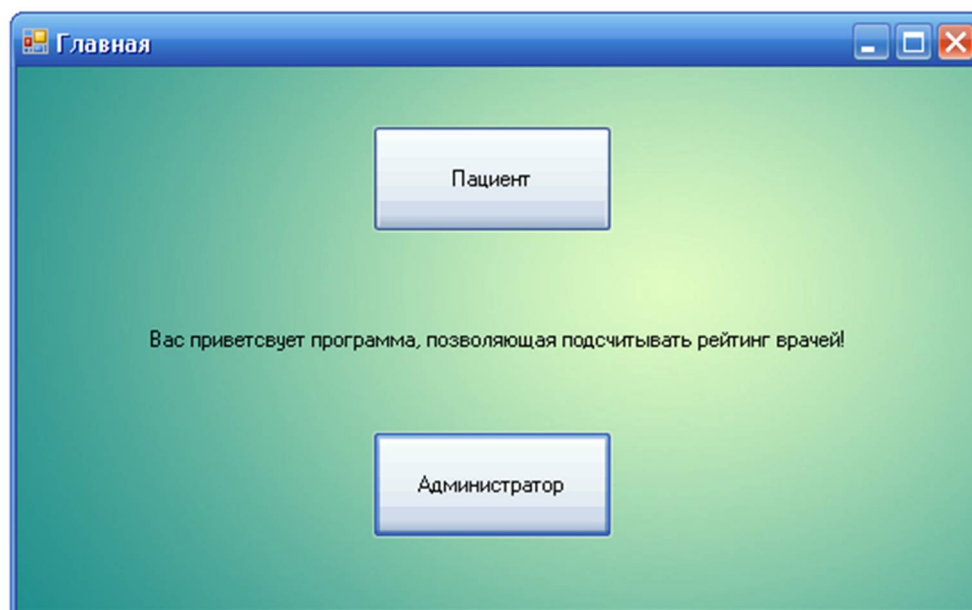 Главная
Пациент
Вас приветсвует программа, позволяющая подсчитывать рейтинг врачей!
Администратор